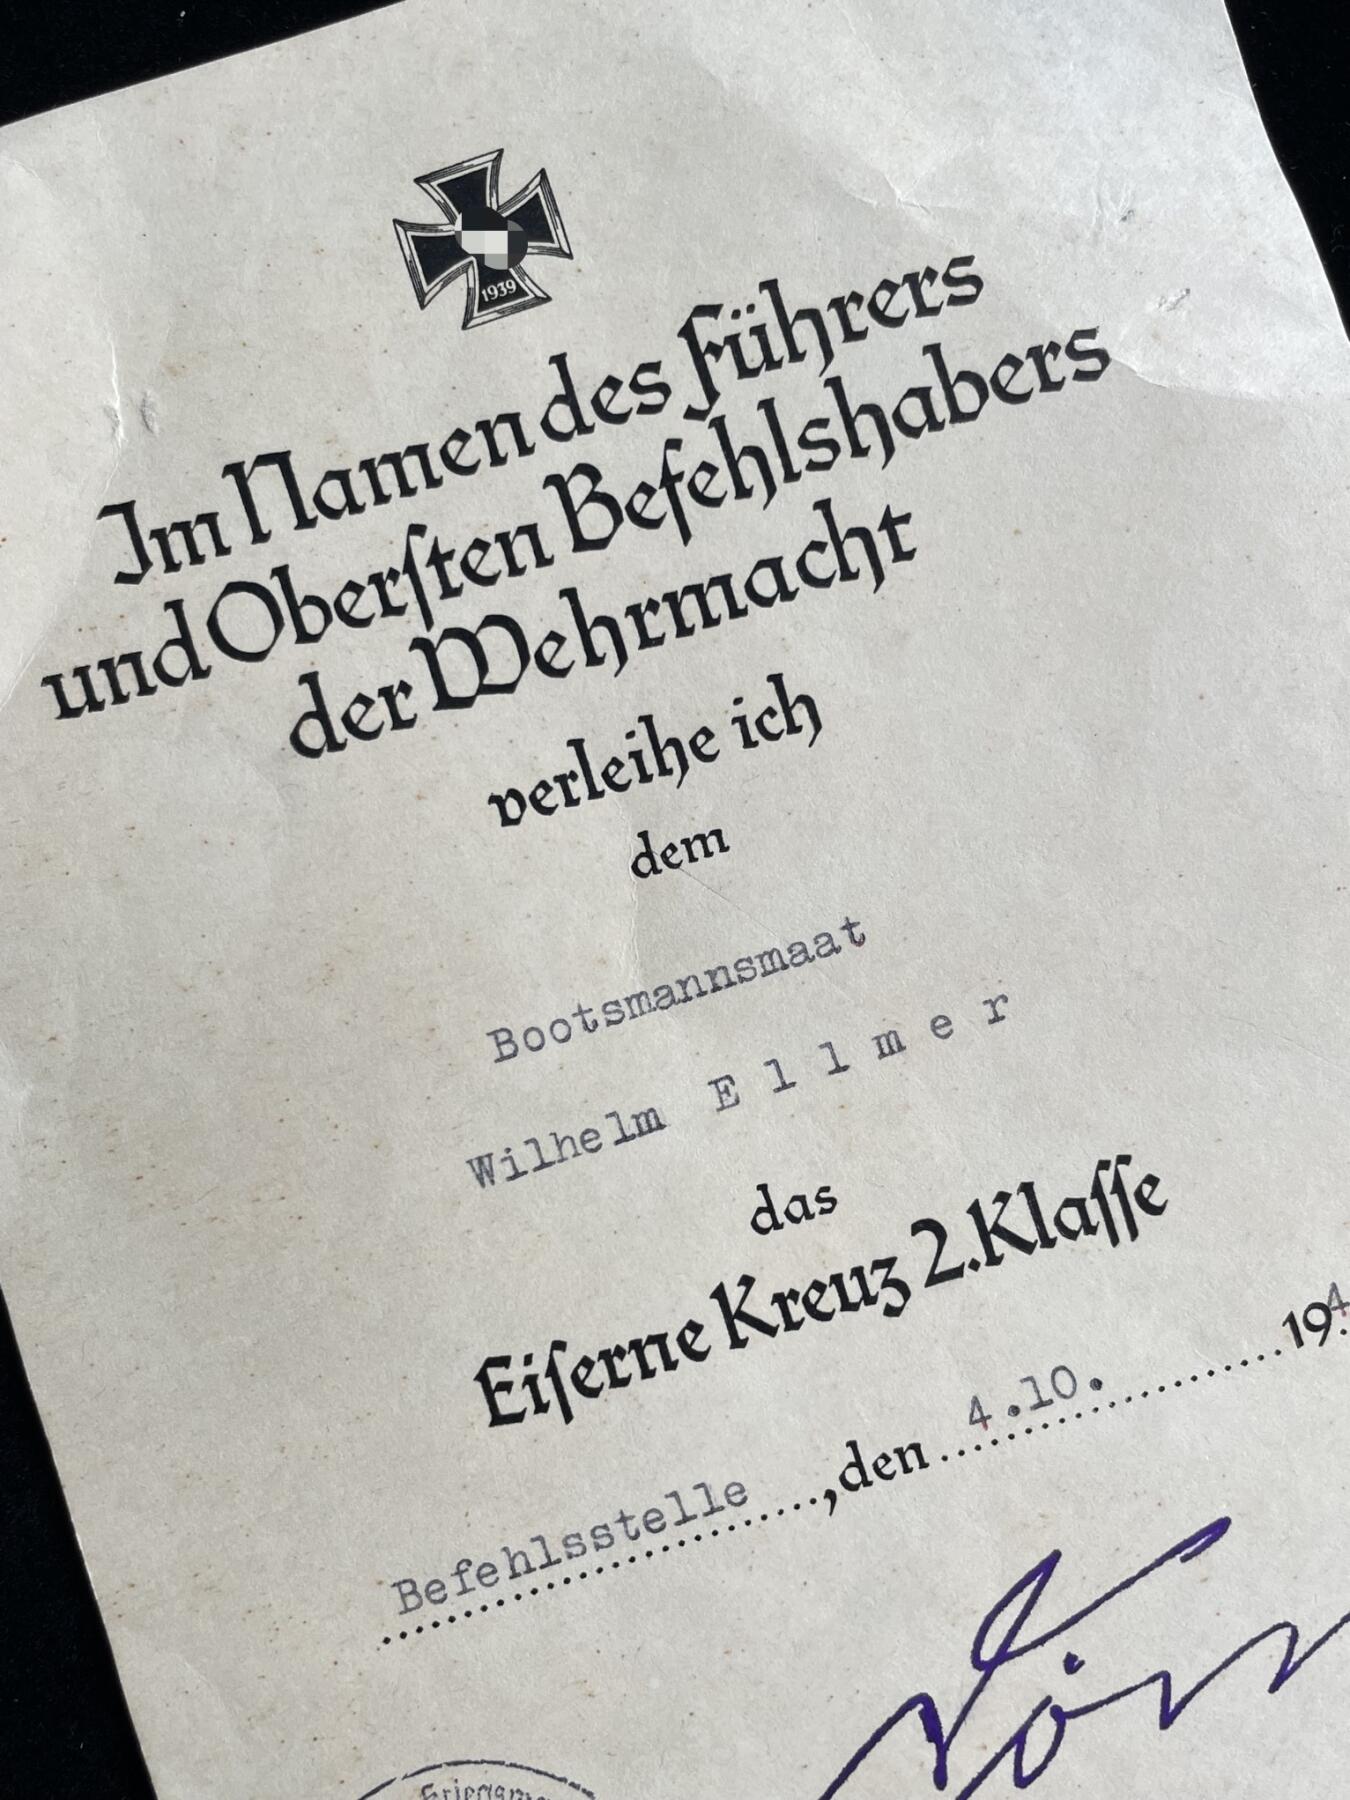 1939
Im Namen des Führers
und Oberſten Befehlshabers
der Wehrmacht
verleihe ich
dem
Bootsmannsmaat
Wilhelm E l l m e r
das
Eiſerne Kreuz 2.Klaſſe
Befehlsstelle ,den 4.10. 194